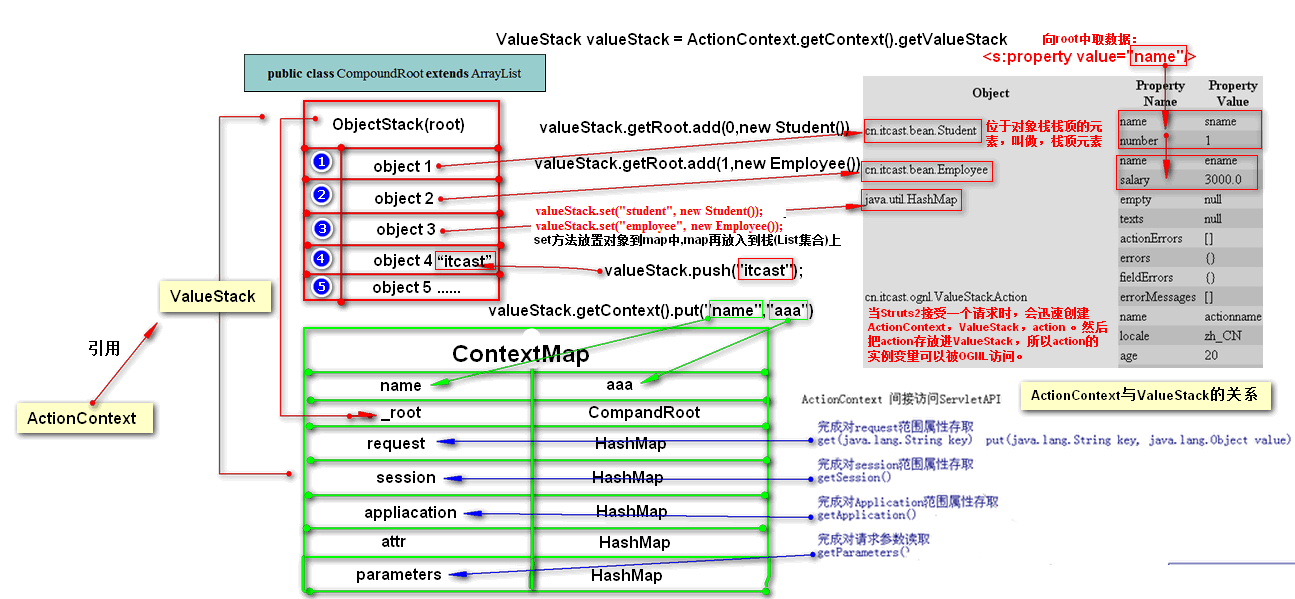 ValueStack valueStack = ActionContext.getContext().getValueStack
向root中取数据：
<s:property value="name"/>
public class CompoundRoot extends ArrayList
ObjectStack(root)
1 object 1
2 object 2
3 object 3
4 object 4 “itcast”
5 object 5 ......
valueStack.getRoot.add(0,new Student())
valueStack.getRoot.add(1,new Employee())
valueStack.set("student", new Student());
valueStack.set("employee", new Employee());
set方法放置对象到map中,map再放入到栈(List集合)上
valueStack.push("itcast");
Object
Property Name
Property Value
cn.itcast.bean.Student
位于对象栈栈顶的元
素，叫做，栈顶元素
name sname
number 1
cn.itcast.bean.Employee
name ename
salary 3000.0
java.util.HashMap
empty null
texts null
actionErrors []
errors {}
fieldErrors {}
cn.itcast.ognl.ValueStackAction
errorMessages []
name actionname
locale zh_CN
age 20
当Struts2接受一个请求时，会迅速创建
ActionContext，ValueStack，action 。然后
把action存放进ValueStack，所以action的
实例变量可以被OGNL访问。
ValueStack
引用
ActionContext
valueStack.getContext().put("name","aaa")
ContextMap
name aaa
_root CompandRoot
request HashMap
session HashMap
appliacation HashMap
attr HashMap
parameters HashMap
ActionContext与ValueStack的关系
ActionContext 间接访问ServletAPI
完成对request范围属性存取
get(java.lang.String key) put(java.lang.String key, java.lang.Object value)
完成对session范围属性存取
getSession()
完成对Application范围属性存取
getApplication()
完成对请求参数读取
getParameters()